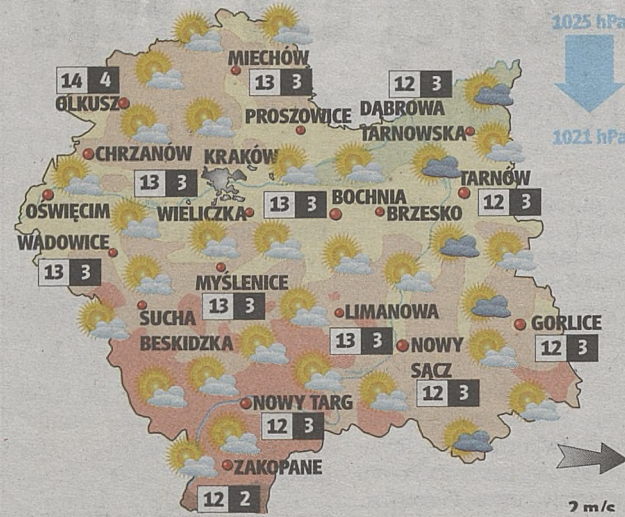 1025 hPa
MIECHÓW
14 4
13 3
12 3
OLKUSZ
PROSZOWICE
DĄBROWA
TARNOWSKA
1021 hPa
CHRZANÓW
KRAKÓW
13 3
TARNÓW
12 3
OŚWIĘCIM
WIELICZKA
13 3
BOCHNIA
BRZESKO
WADOWICE
13 3
MYŚLENICE
13 3
SUCHA
BESKIDZKA
LIMANOWA
13 3
GORLICE
12 3
NOWY
SĄCZ
12 3
NOWY TARG
12 3
ZAKOPANE
12 2
2 m/s